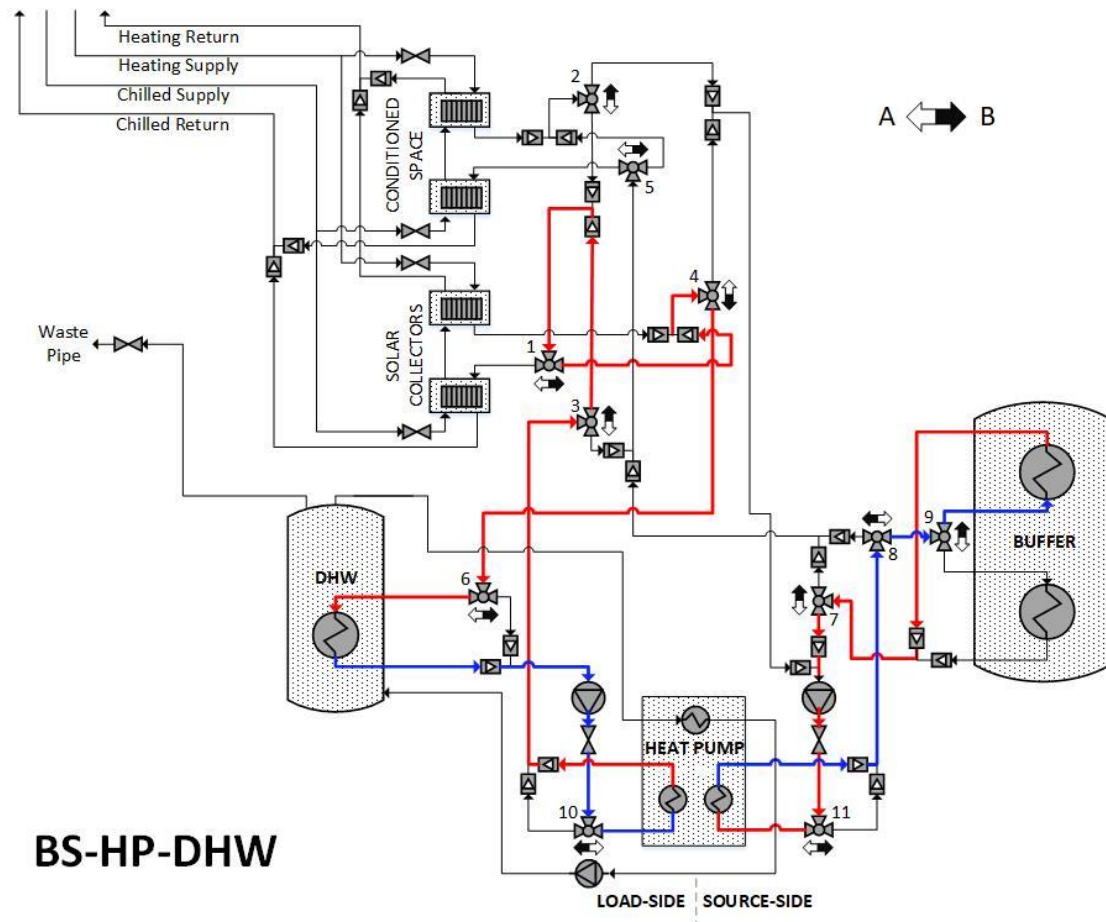 Heating Return
Heating Supply
Chilled Supply
Chilled Return
CONDITIONED
SPACE
2
5
A B
4
SOLAR
COLLECTORS
1
3
Waste
Pipe
DHW
6
9
8
BUFFER
7
HEAT PUMP
10
11
BS-HP-DHW
LOAD-SIDE SOURCE-SIDE